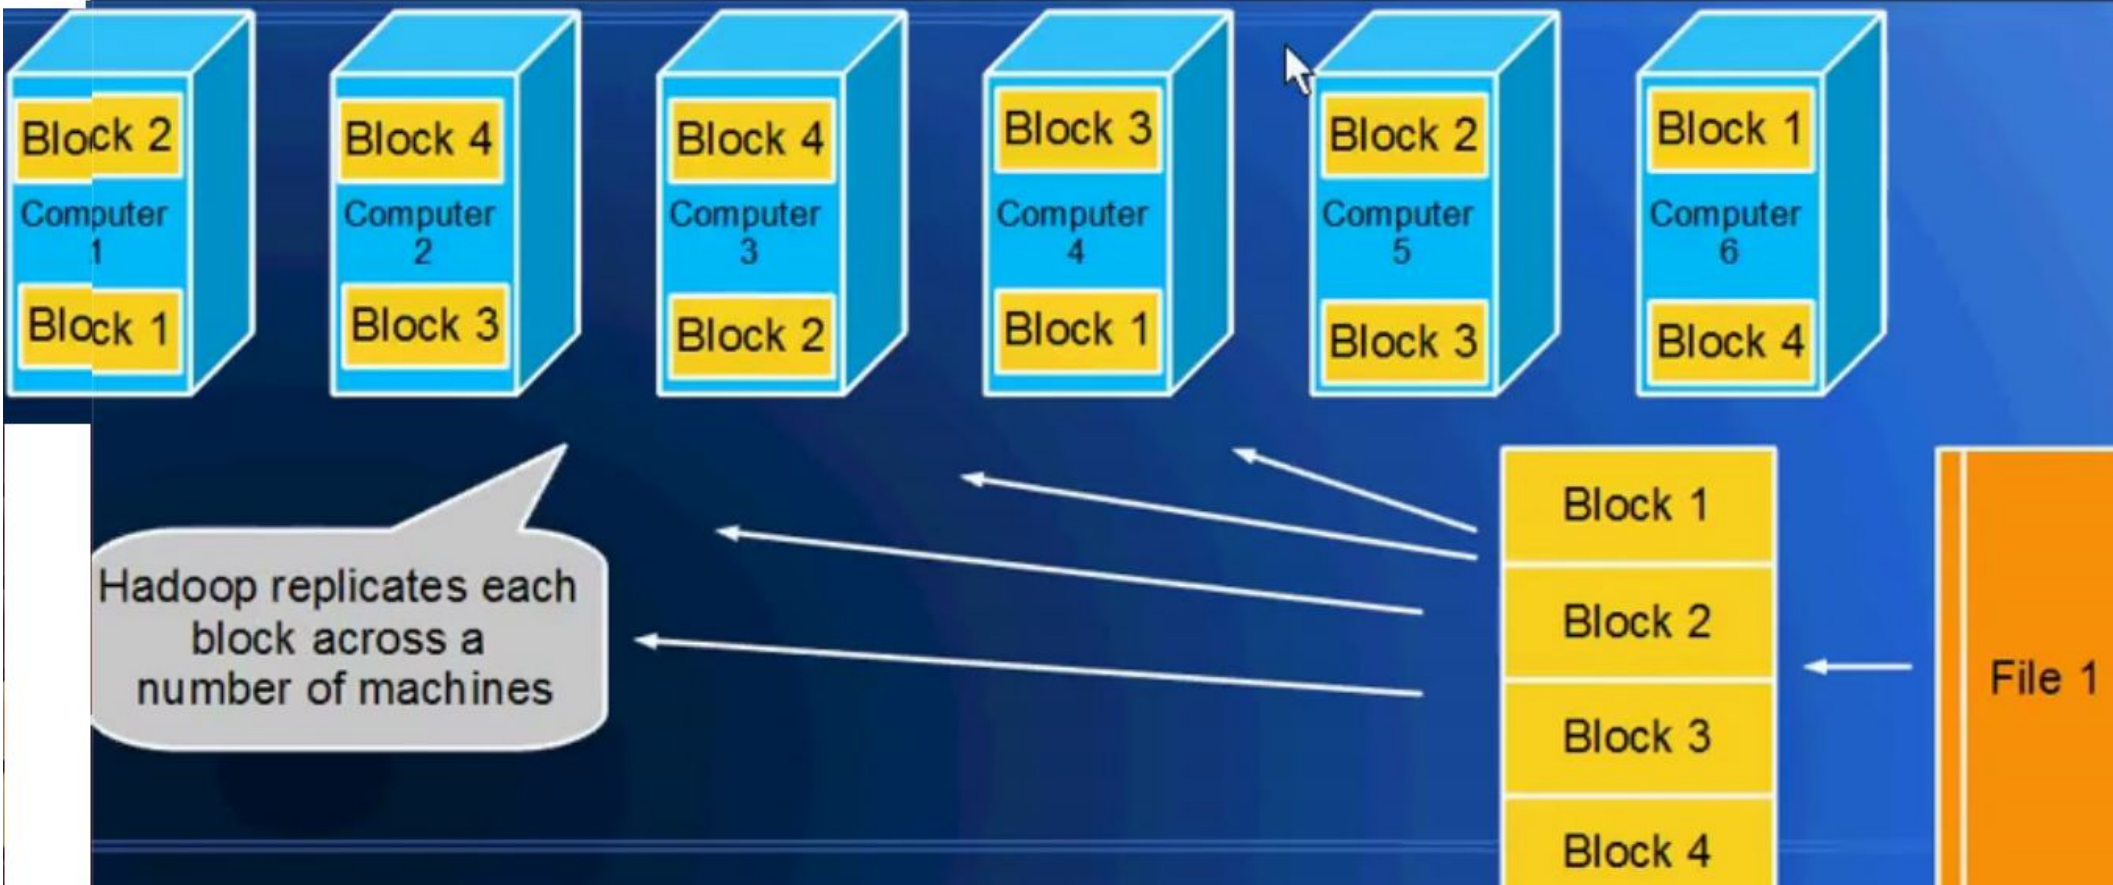 Block 2
Computer
1
Block 1
Block 4
Computer
2
Block 3
Block 4
Computer
3
Block 2
Block 3
Computer
4
Block 1
Block 2
Computer
5
Block 3
Block 1
Computer
6
Block 4
Hadoop replicates each
block across a
number of machines
Block 1
Block 2
Block 3
Block 4
File 1